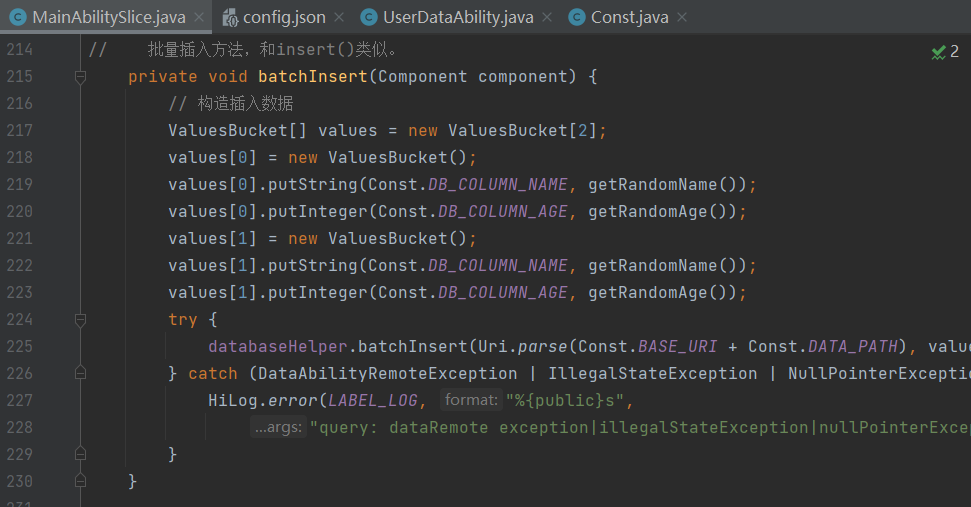 MainAbilitySlice.java × config.json × UserDataAbility.java × Const.java ×
214 // 批量插入方法，和insert()类似。 2
215 private void batchInsert(Component component) {
216 // 构造插入数据
217 ValuesBucket[] values = new ValuesBucket[2];
218 values[0] = new ValuesBucket();
219 values[0].putString(Const.DB_COLUMN_NAME, getRandomName());
220 values[0].putInteger(Const.DB_COLUMN_AGE, getRandomAge());
221 values[1] = new ValuesBucket();
222 values[1].putString(Const.DB_COLUMN_NAME, getRandomName());
223 values[1].putInteger(Const.DB_COLUMN_AGE, getRandomAge());
224 try {
225 databaseHelper.batchInsert(Uri.parse(Const.BASE_URI + Const.DATA_PATH), valu
226 } catch (DataAbilityRemoteException | IllegalStateException | NullPointerExceptio
227 HiLog.error(LABEL_LOG, format: "%{public}s",
228 ...args: "query: dataRemote exception|illegalStateException|nullPointerExcep
229 }
230 }